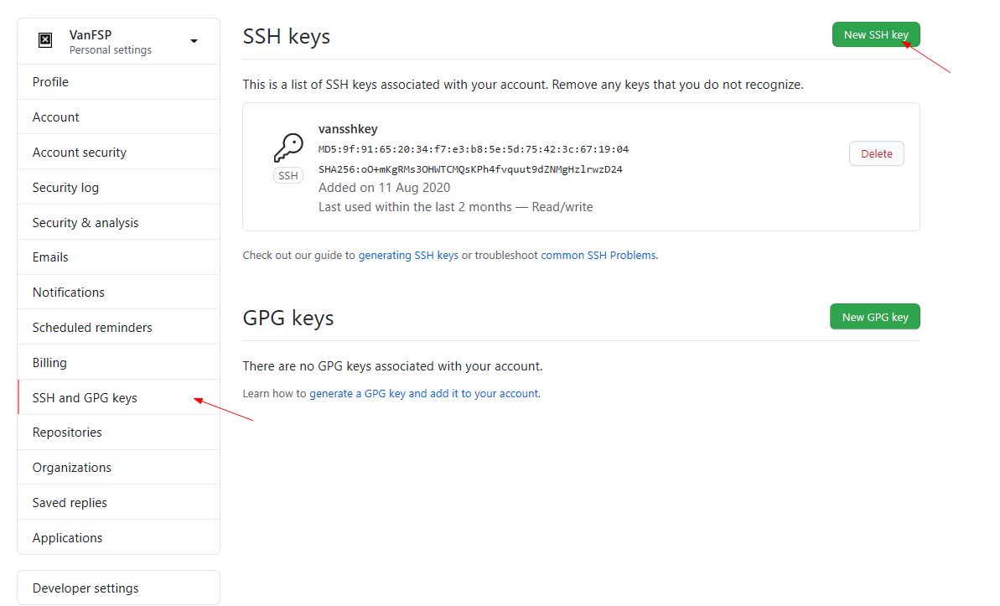 VanFSP
Personal settings
Profile
Account
Account security
Security log
Security & analysis
Emails
Notifications
Scheduled reminders
Billing
SSH and GPG keys
Repositories
Organizations
Saved replies
Applications
Developer settings
SSH keys
New SSH key
This is a list of SSH keys associated with your account. Remove any keys that you do not recognize.
vansshkey
MD5:9f:91:65:20:34:f7:e3:b8:5e:5d:75:42:3c:67:19:04
SHA256:oO+mKgRMs3OHWTCMQsKPh4fvquut9dZNMgHzlrwzD24
Added on 11 Aug 2020
Last used within the last 2 months — Read/write
SSH
Delete
Check out our guide to generating SSH keys or troubleshoot common SSH Problems.
GPG keys
New GPG key
There are no GPG keys associated with your account.
Learn how to generate a GPG key and add it to your account.